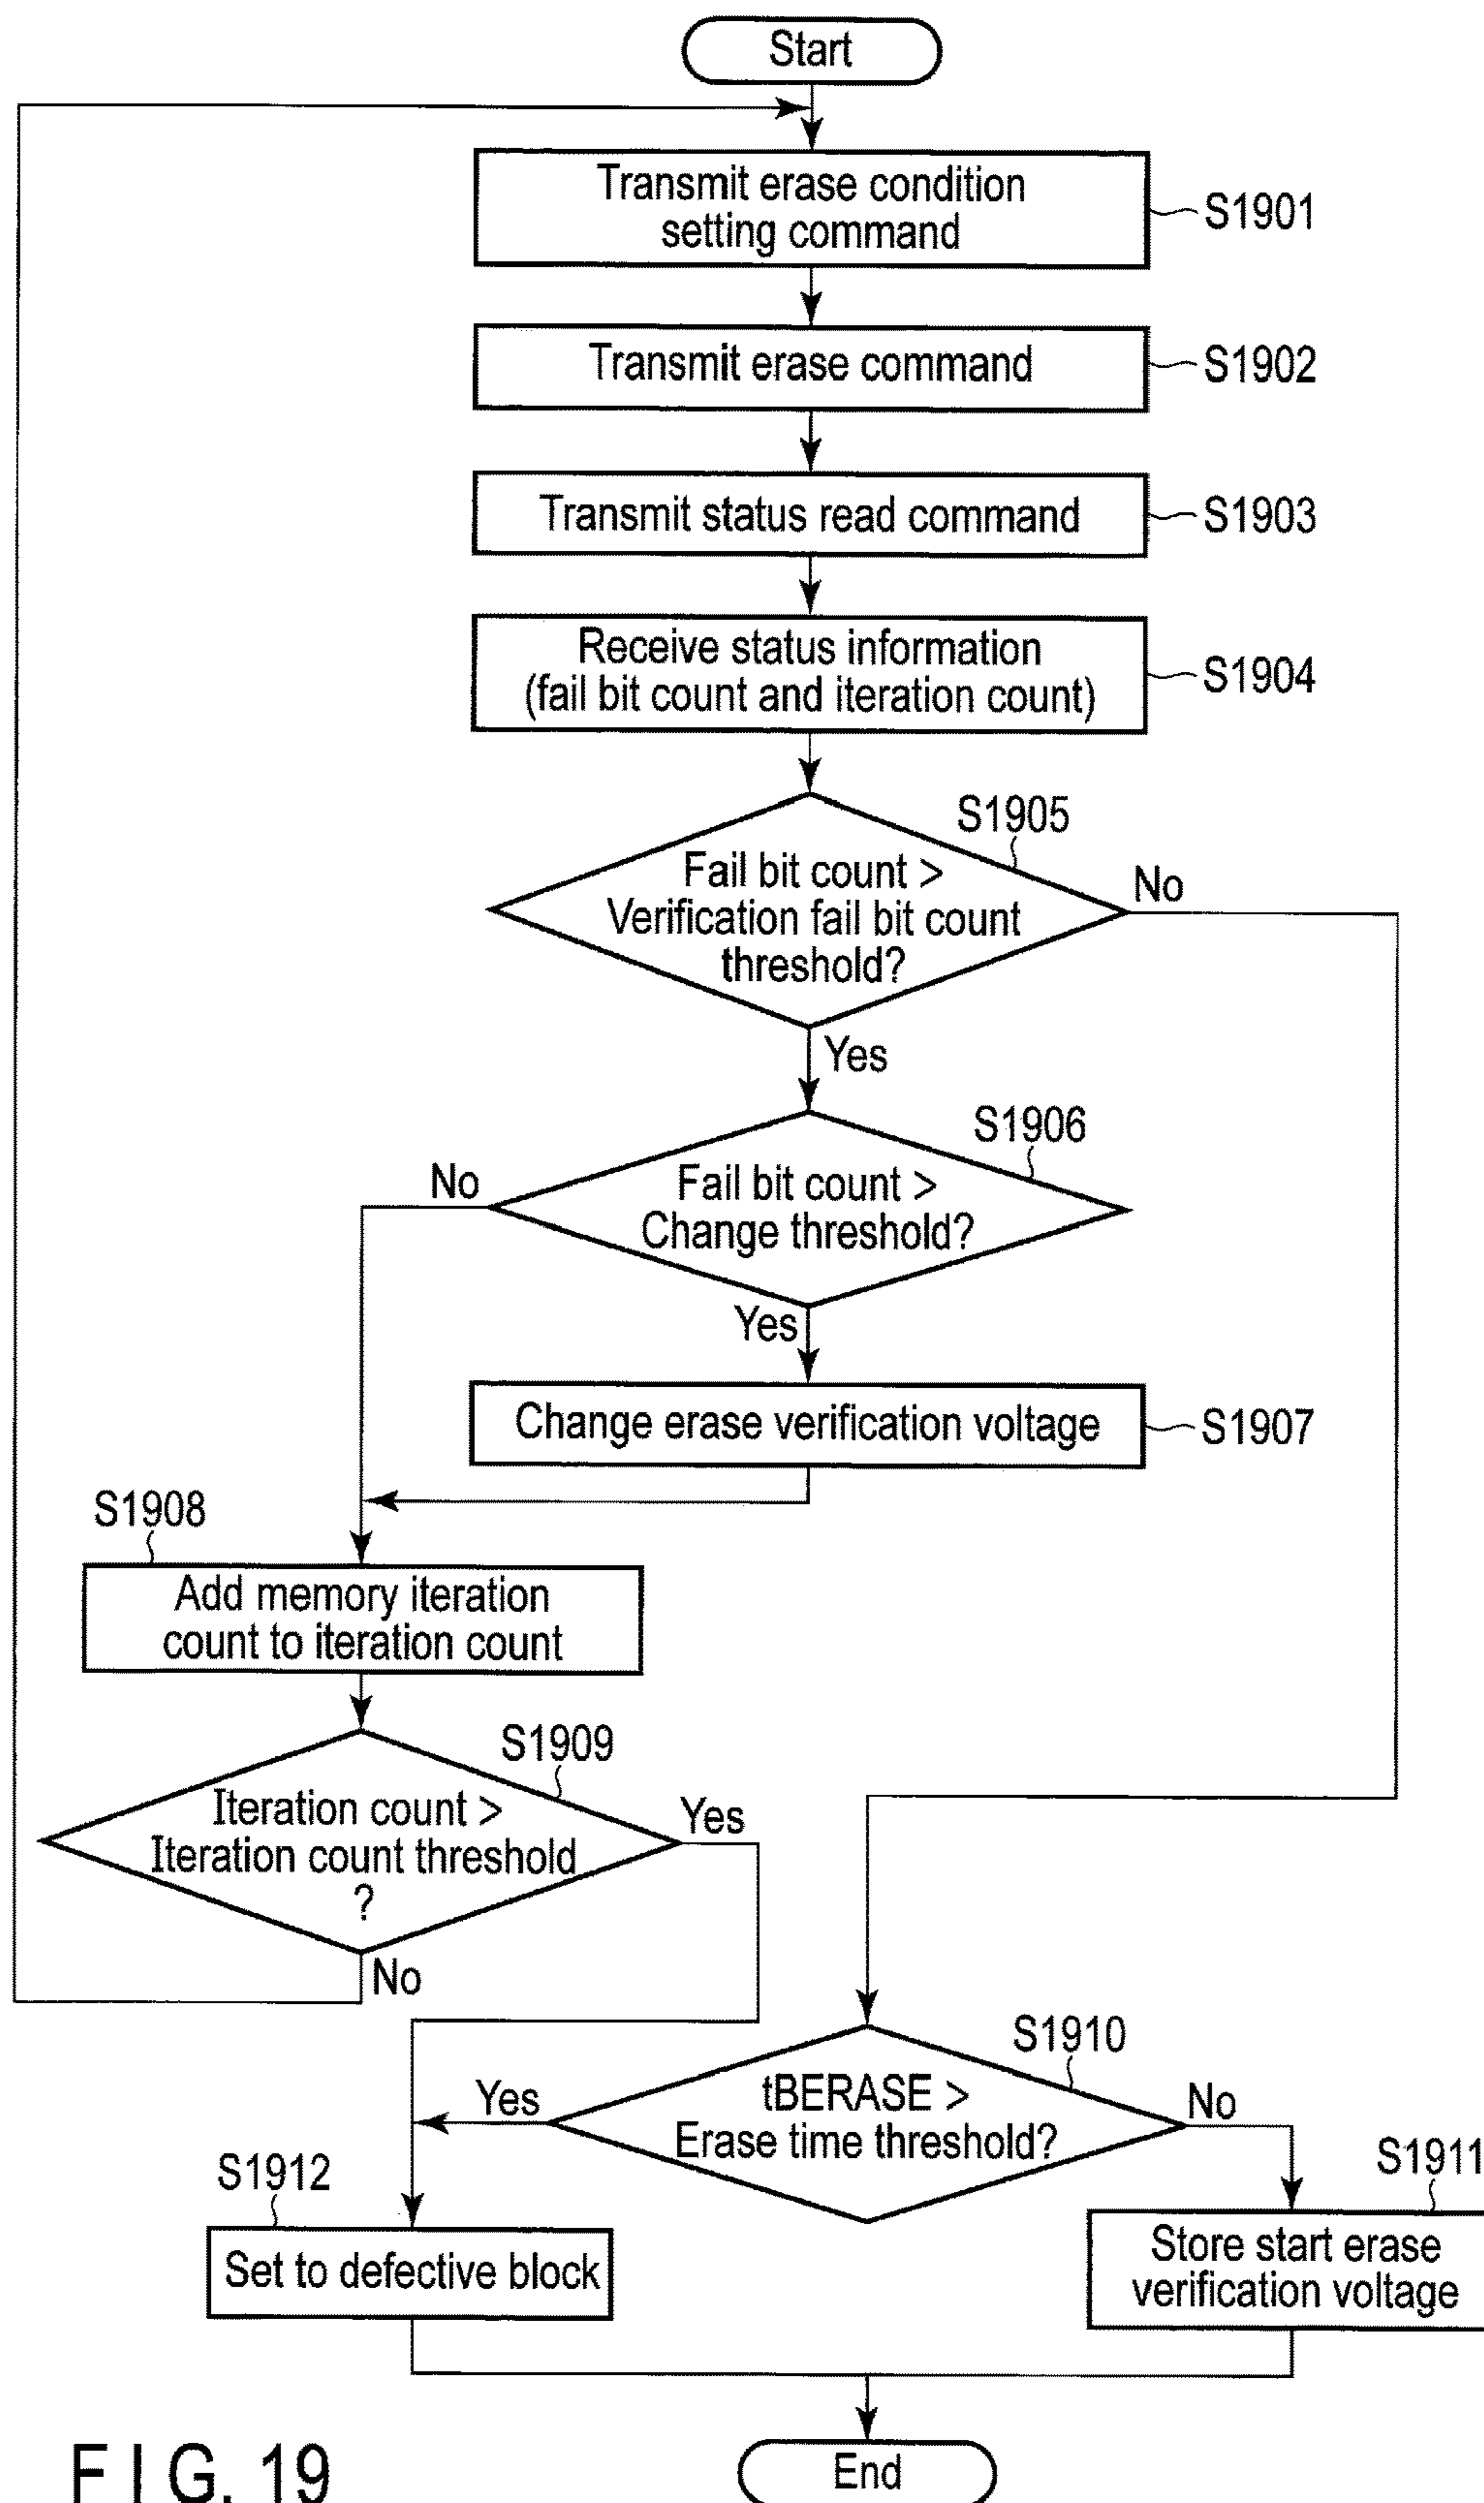 Start
Transmit erase condition
setting command
S1901
Transmit erase command
S1902
Transmit status read command
S1903
Receive status information
(fail bit count and iteration count)
S1904
S1905
Fail bit count >
Verification fail bit count
threshold?
No
Yes
S1906
No
Fail bit count >
Change threshold?
Yes
Change erase verification voltage
S1907
S1908
Add memory iteration
count to iteration count
S1909
Iteration count >
Iteration count threshold
?
Yes
No
S1910
tBERASE >
Erase time threshold?
Yes
No
S1911
S1912
Set to defective block
Store start erase
verification voltage
End
FIG. 19